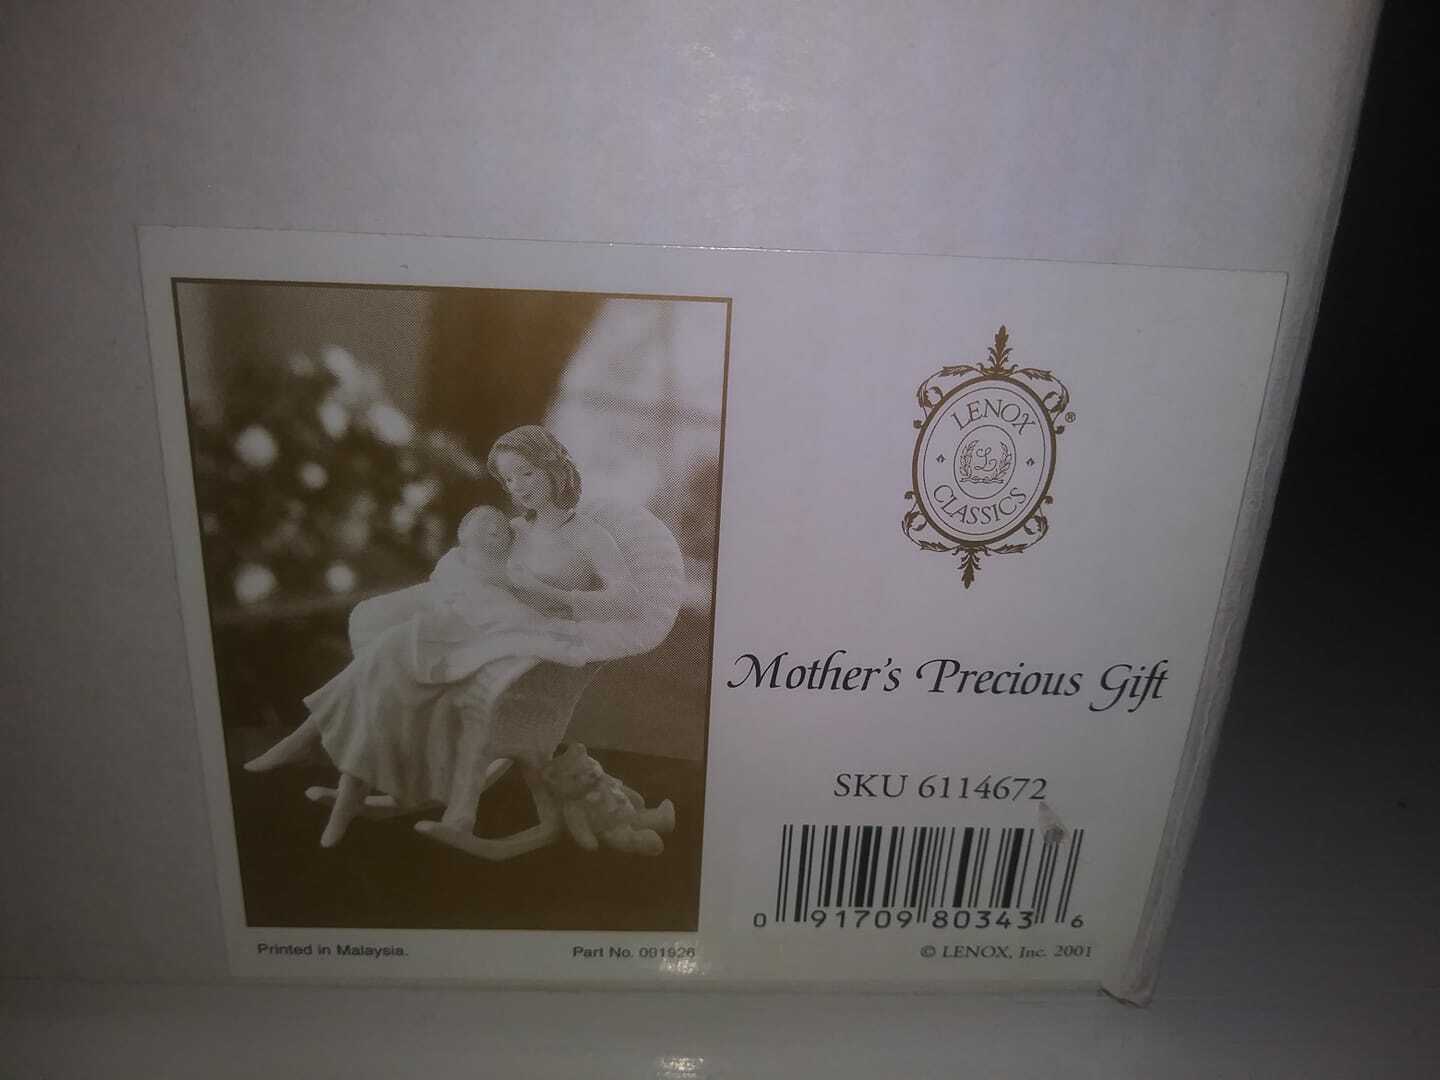 LENOX
®
L
CLASSICS
Mother's Precious Gift
SKU 6114672
0 91709 80343 6
Printed in Malaysia.
Part No. 091926
© LENOX, Inc. 2001